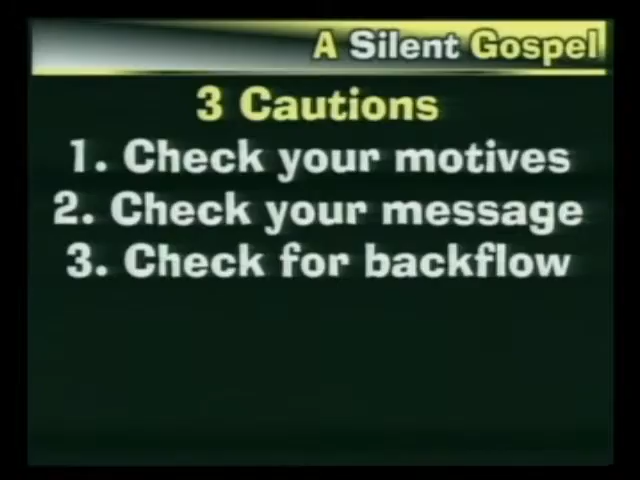 A Silent Gospel
3 Cautions
1. Check your motives
2. Check your message
3. Check for backflow